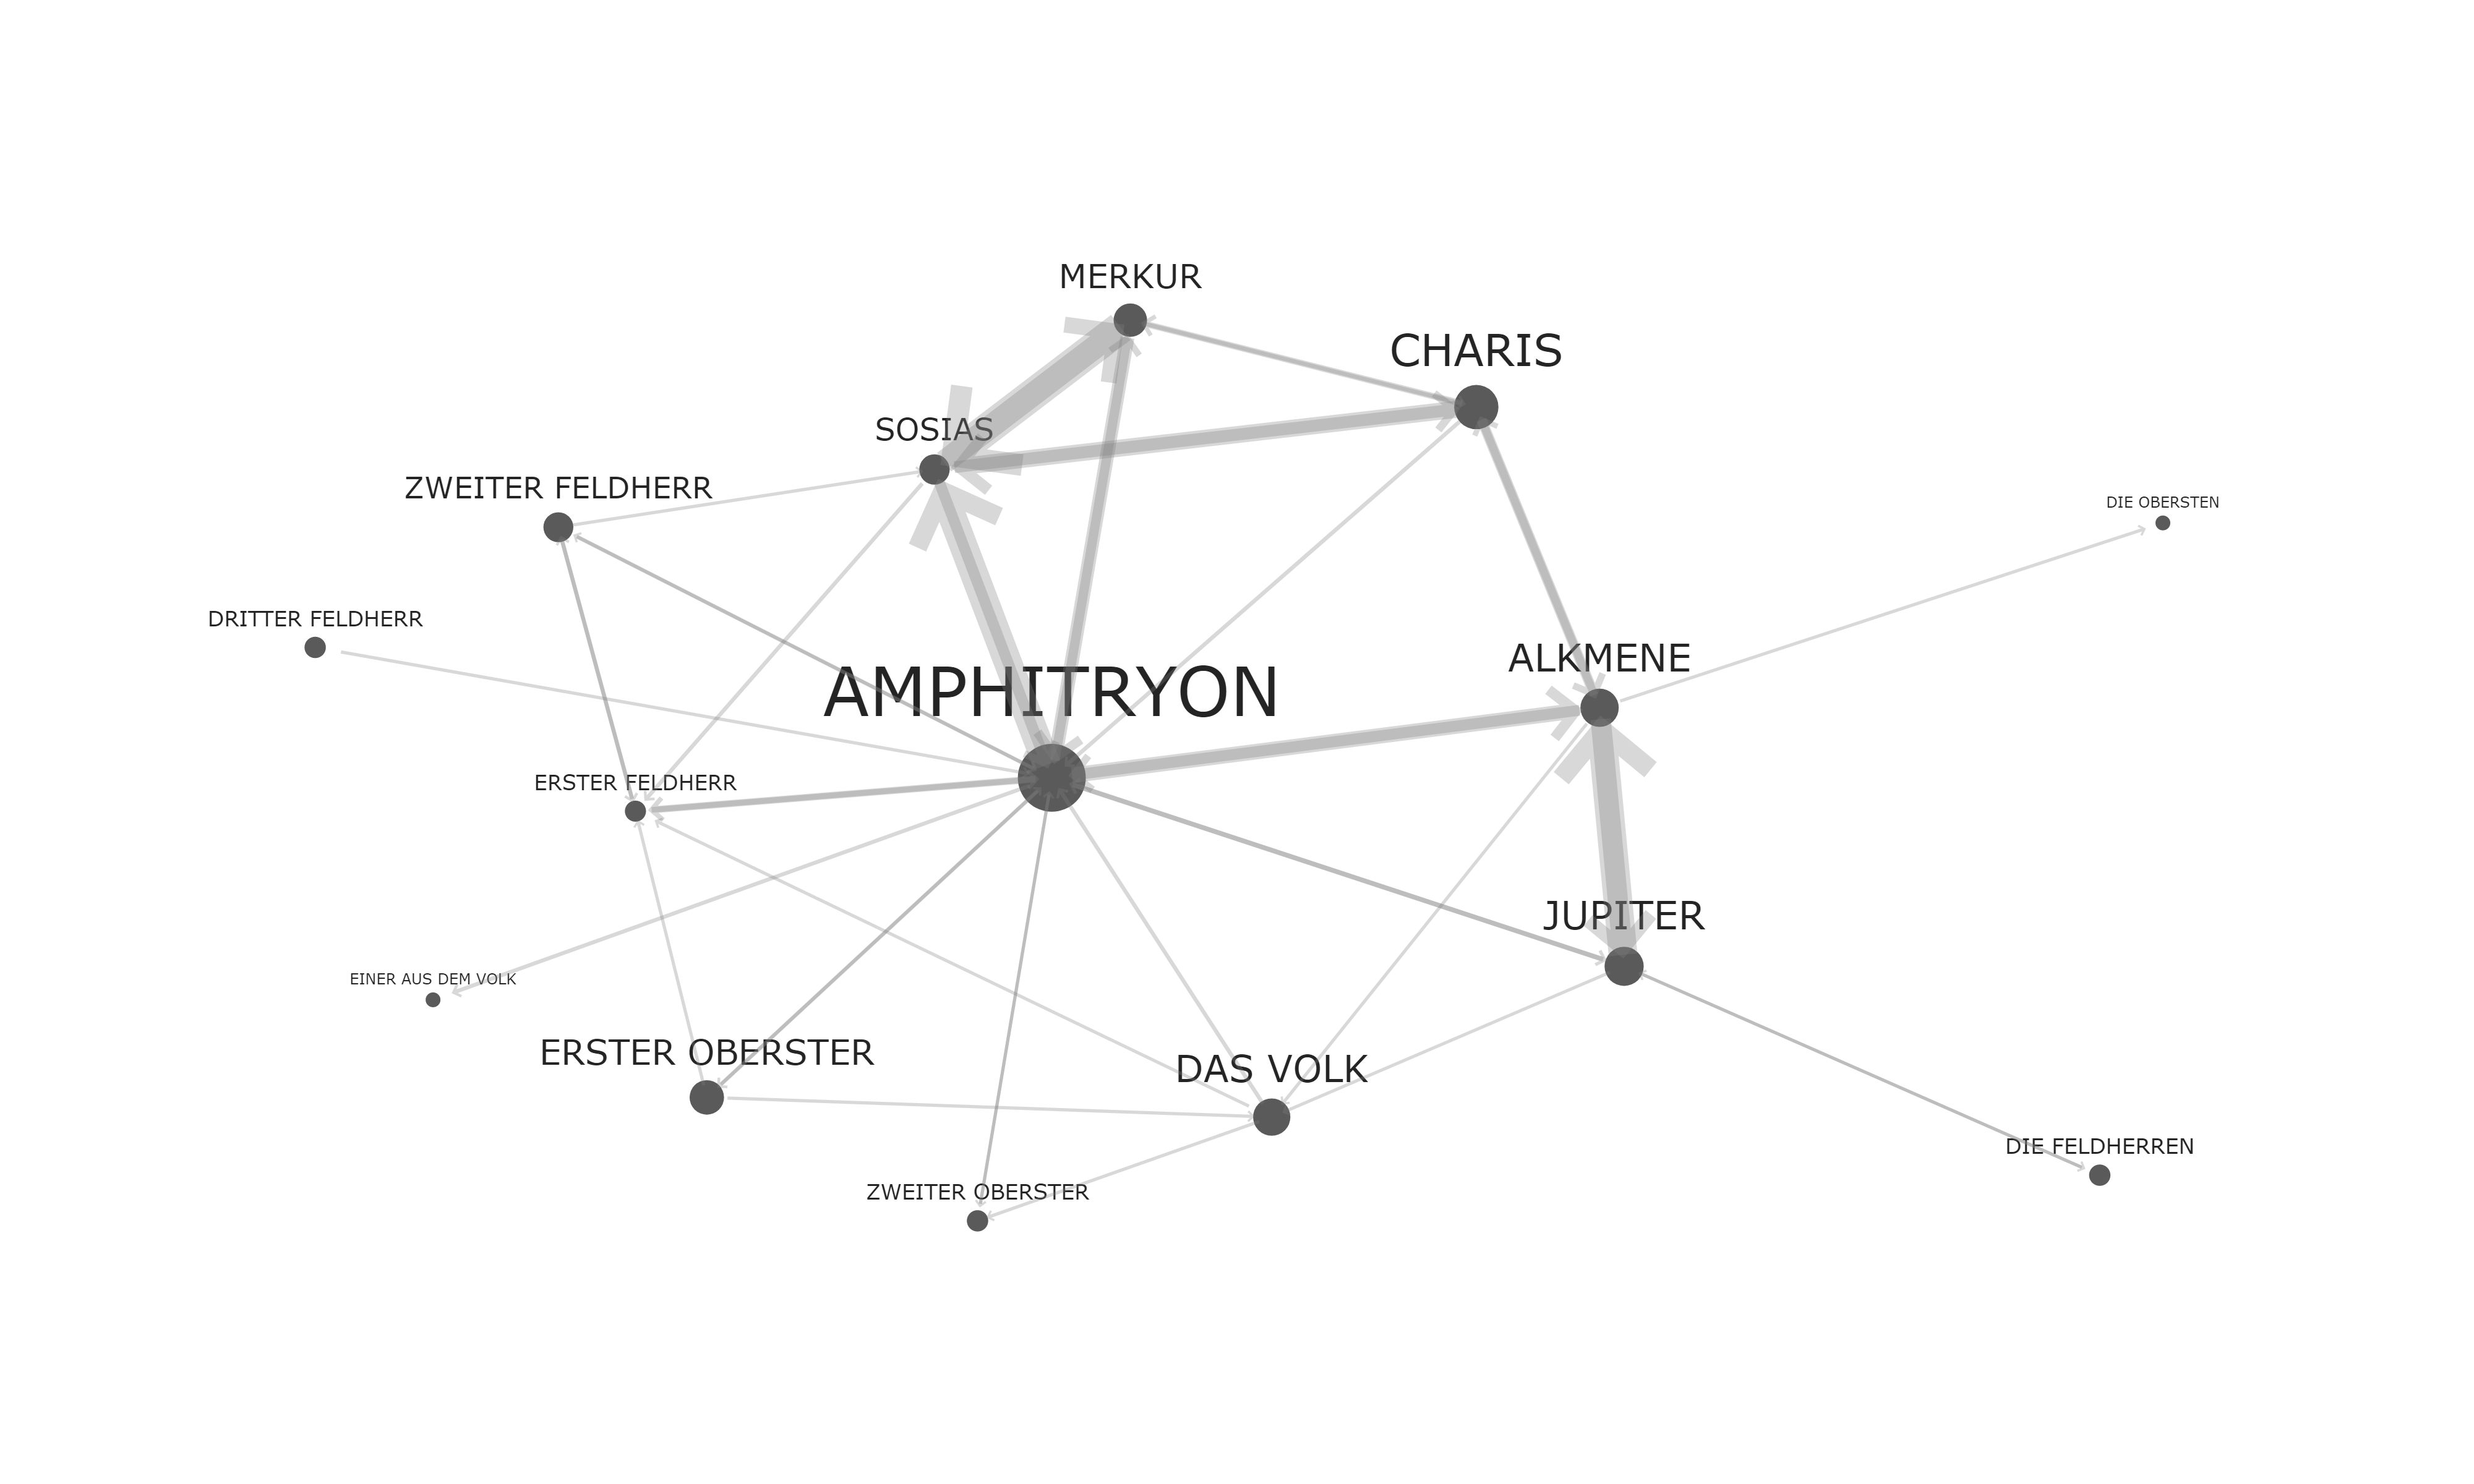 MERKUR
CHARIS
SOSIAS
ZWEITER FELDHERR
DIE OBERSTEN
DRITTER FELDHERR
ALKMENE
AMPHITRYON
ERSTER FELDHERR
JUPITER
EINER AUS DEM VOLK
ERSTER OBERSTER
DAS VOLK
DIE FELDHERREN
ZWEITER OBERSTER